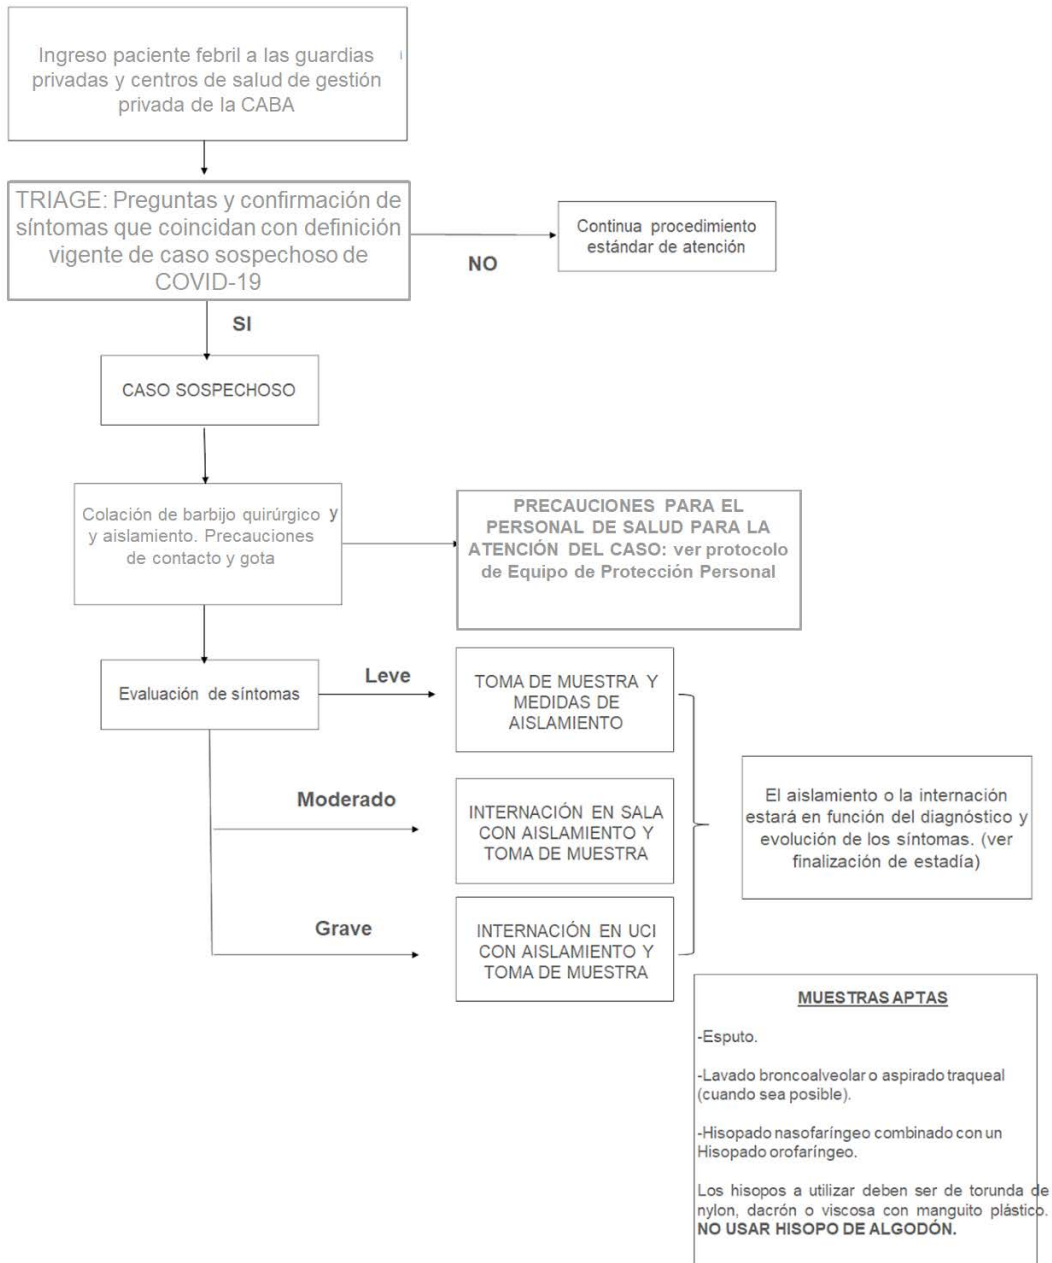 Ingreso paciente febril a las guardias
privadas y centros de salud de gestión
privada de la CABA
TRIAGE: Preguntas y confirmación de
síntomas que coincidan con definición
vigente de caso sospechoso de
COVID-19
Continua procedimiento
estándar de atención
NO
SI
CASO SOSPECHOSO
Colación de barbijo quirúrgico y
y aislamiento. Precauciones
de contacto y gota
PRECAUCIONES PARA EL
PERSONAL DE SALUD PARA LA
ATENCIÓN DEL CASO: ver protocolo
de Equipo de Protección Personal
Evaluación de síntomas
Leve
TOMA DE MUESTRA Y
MEDIDAS DE
AISLAMIENTO
Moderado
INTERNACIÓN EN SALA
CON AISLAMIENTO Y
TOMA DE MUESTRA
El aislamiento o la internación
estará en función del diagnóstico y
evolución de los síntomas. (ver
finalización de estadía)
Grave
INTERNACIÓN EN UCI
CON AISLAMIENTO Y
TOMA DE MUESTRA
MUESTRAS APTAS
-Esputo.
-Lavado broncoalveolar o aspirado traqueal
(cuando sea posible).
-Hisopado nasofaríngeo combinado con un
Hisopado orofaríngeo.
Los hisopos a utilizar deben ser de torunda de
nylon, dacrón o viscosa con manguito plástico.
NO USAR HISOPO DE ALGODÓN.